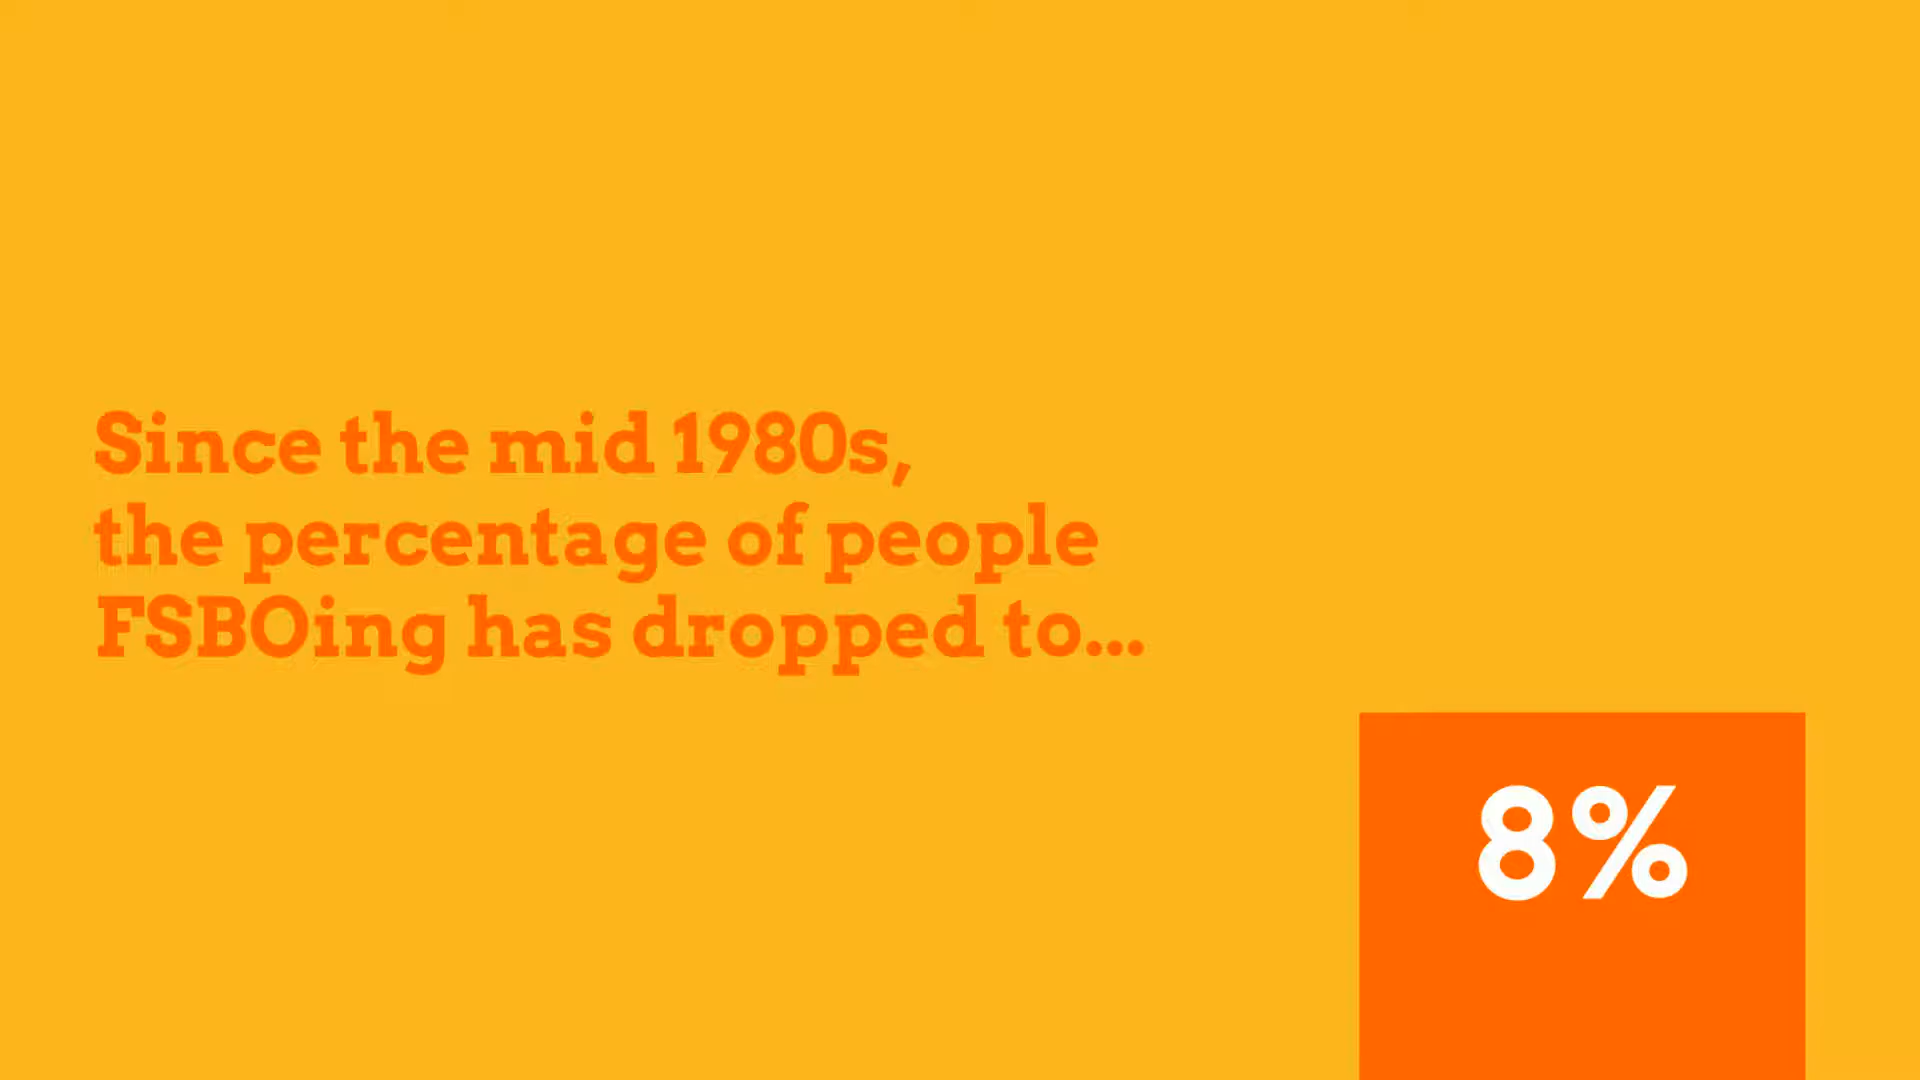 Since the mid 1980s,
the percentage of people
FSBOing has dropped to...
8%